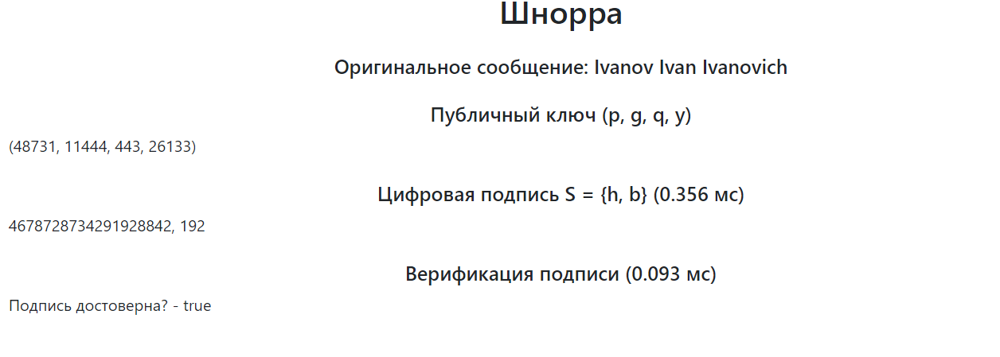 Шнорра
Оригинальное сообщение: Ivanov Ivan Ivanovich
Публичный ключ (p, g, q, y)
(48731, 11444, 443, 26133)
Цифровая подпись S = {h, b} (0.356 мс)
4678728734291928842, 192
Верификация подписи (0.093 мс)
Подпись достоверна? - true